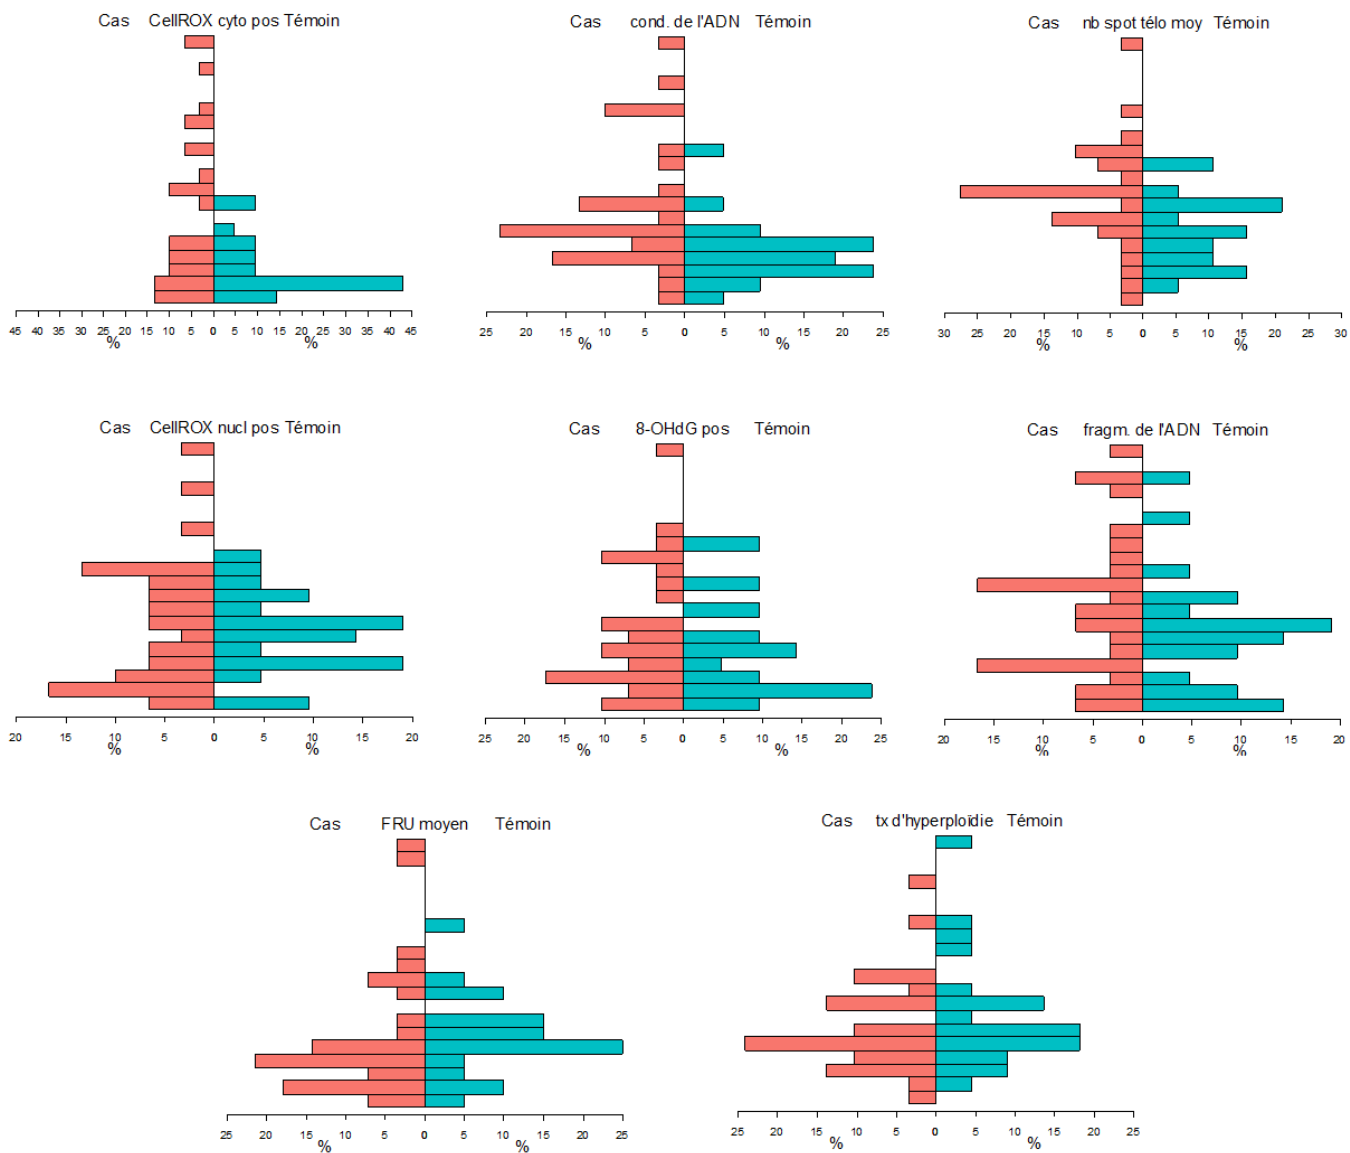 Cas CellROX cyto pos Témoin
45 40 35 30 25 20 15 10 5 0 5 10 15 20 25 30 35 40 45
% %
Cas cond. de l'ADN Témoin
25 20 15 10 5 0 5 10 15 20 25
% %
Cas nb spot télo moy Témoin
30 25 20 15 10 5 0 5 10 15 20 25 30
% %
Cas CellROX nucl pos Témoin
20 15 10 5 0 5 10 15 20
% %
Cas 8-OHdG pos Témoin
25 20 15 10 5 0 5 10 15 20 25
% %
Cas fragm. de l'ADN Témoin
20 15 10 5 0 5 10 15 20
% %
Cas FRU moyen Témoin
25 20 15 10 5 0 5 10 15 20 25
% %
Cas tx d'hyperploïdie Témoin
25 20 15 10 5 0 5 10 15 20 25
% %